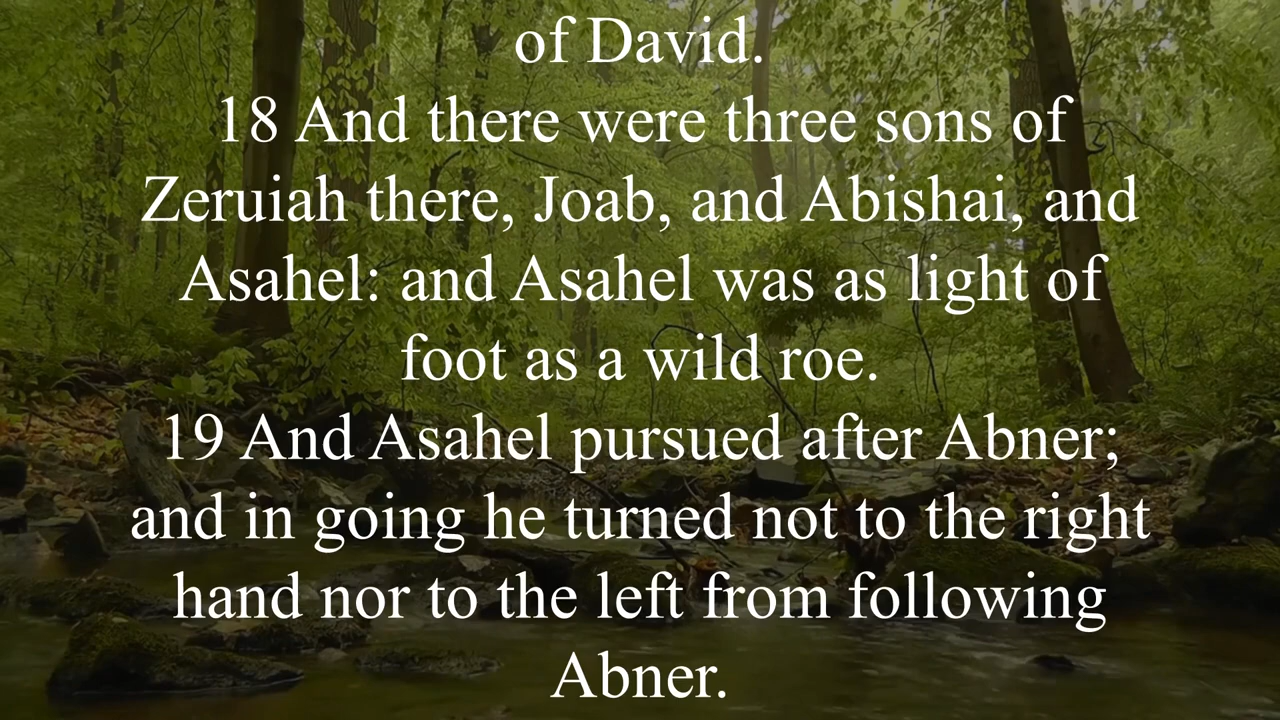 of David.
18 And there were three sons of
Zeruiah there, Joab, and Abishai, and
Asahel: and Asahel was as light of
foot as a wild roe.
19 And Asahel pursued after Abner;
and in going he turned not to the right
hand nor to the left from following
Abner.